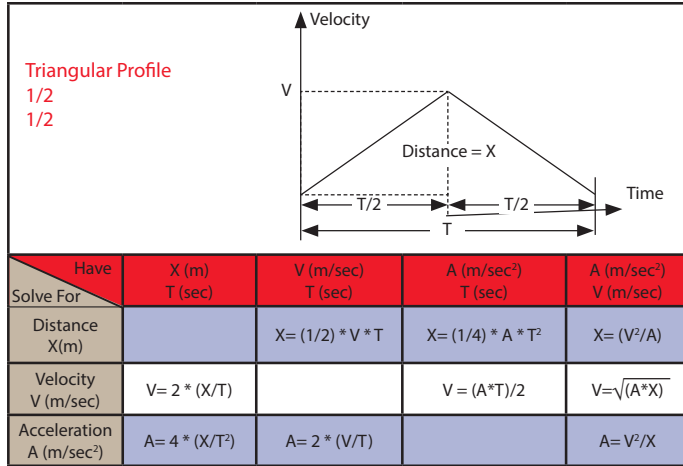 Velocity
Triangular Profile
1/2
1/2
V
Distance = X
Time
T/2
T/2
T
Have
Solve For
X (m)
T (sec)
V (m/sec)
T (sec)
A (m/sec²)
T (sec)
A (m/sec²)
V (m/sec)
Distance
X(m)
X= (1/2) * V * T
X= (1/4) * A * T²
X= (V²/A)
Velocity
V (m/sec)
V= 2 * (X/T)
V = (A*T)/2
V=√(A*X)
Acceleration
A (m/sec²)
A= 4 * (X/T²)
A= 2 * (V/T)
A= V²/X